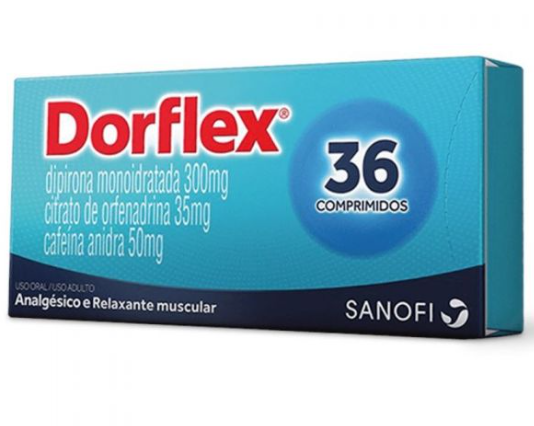 Dorflex®
dipirona monoidratada 300mg
citrato de orfenadrina 35mg
cafeína anidra 50mg
36
COMPRIMIDOS
USO ORAL / USO ADULTO
Analgésico e Relaxante muscular
SANOFI